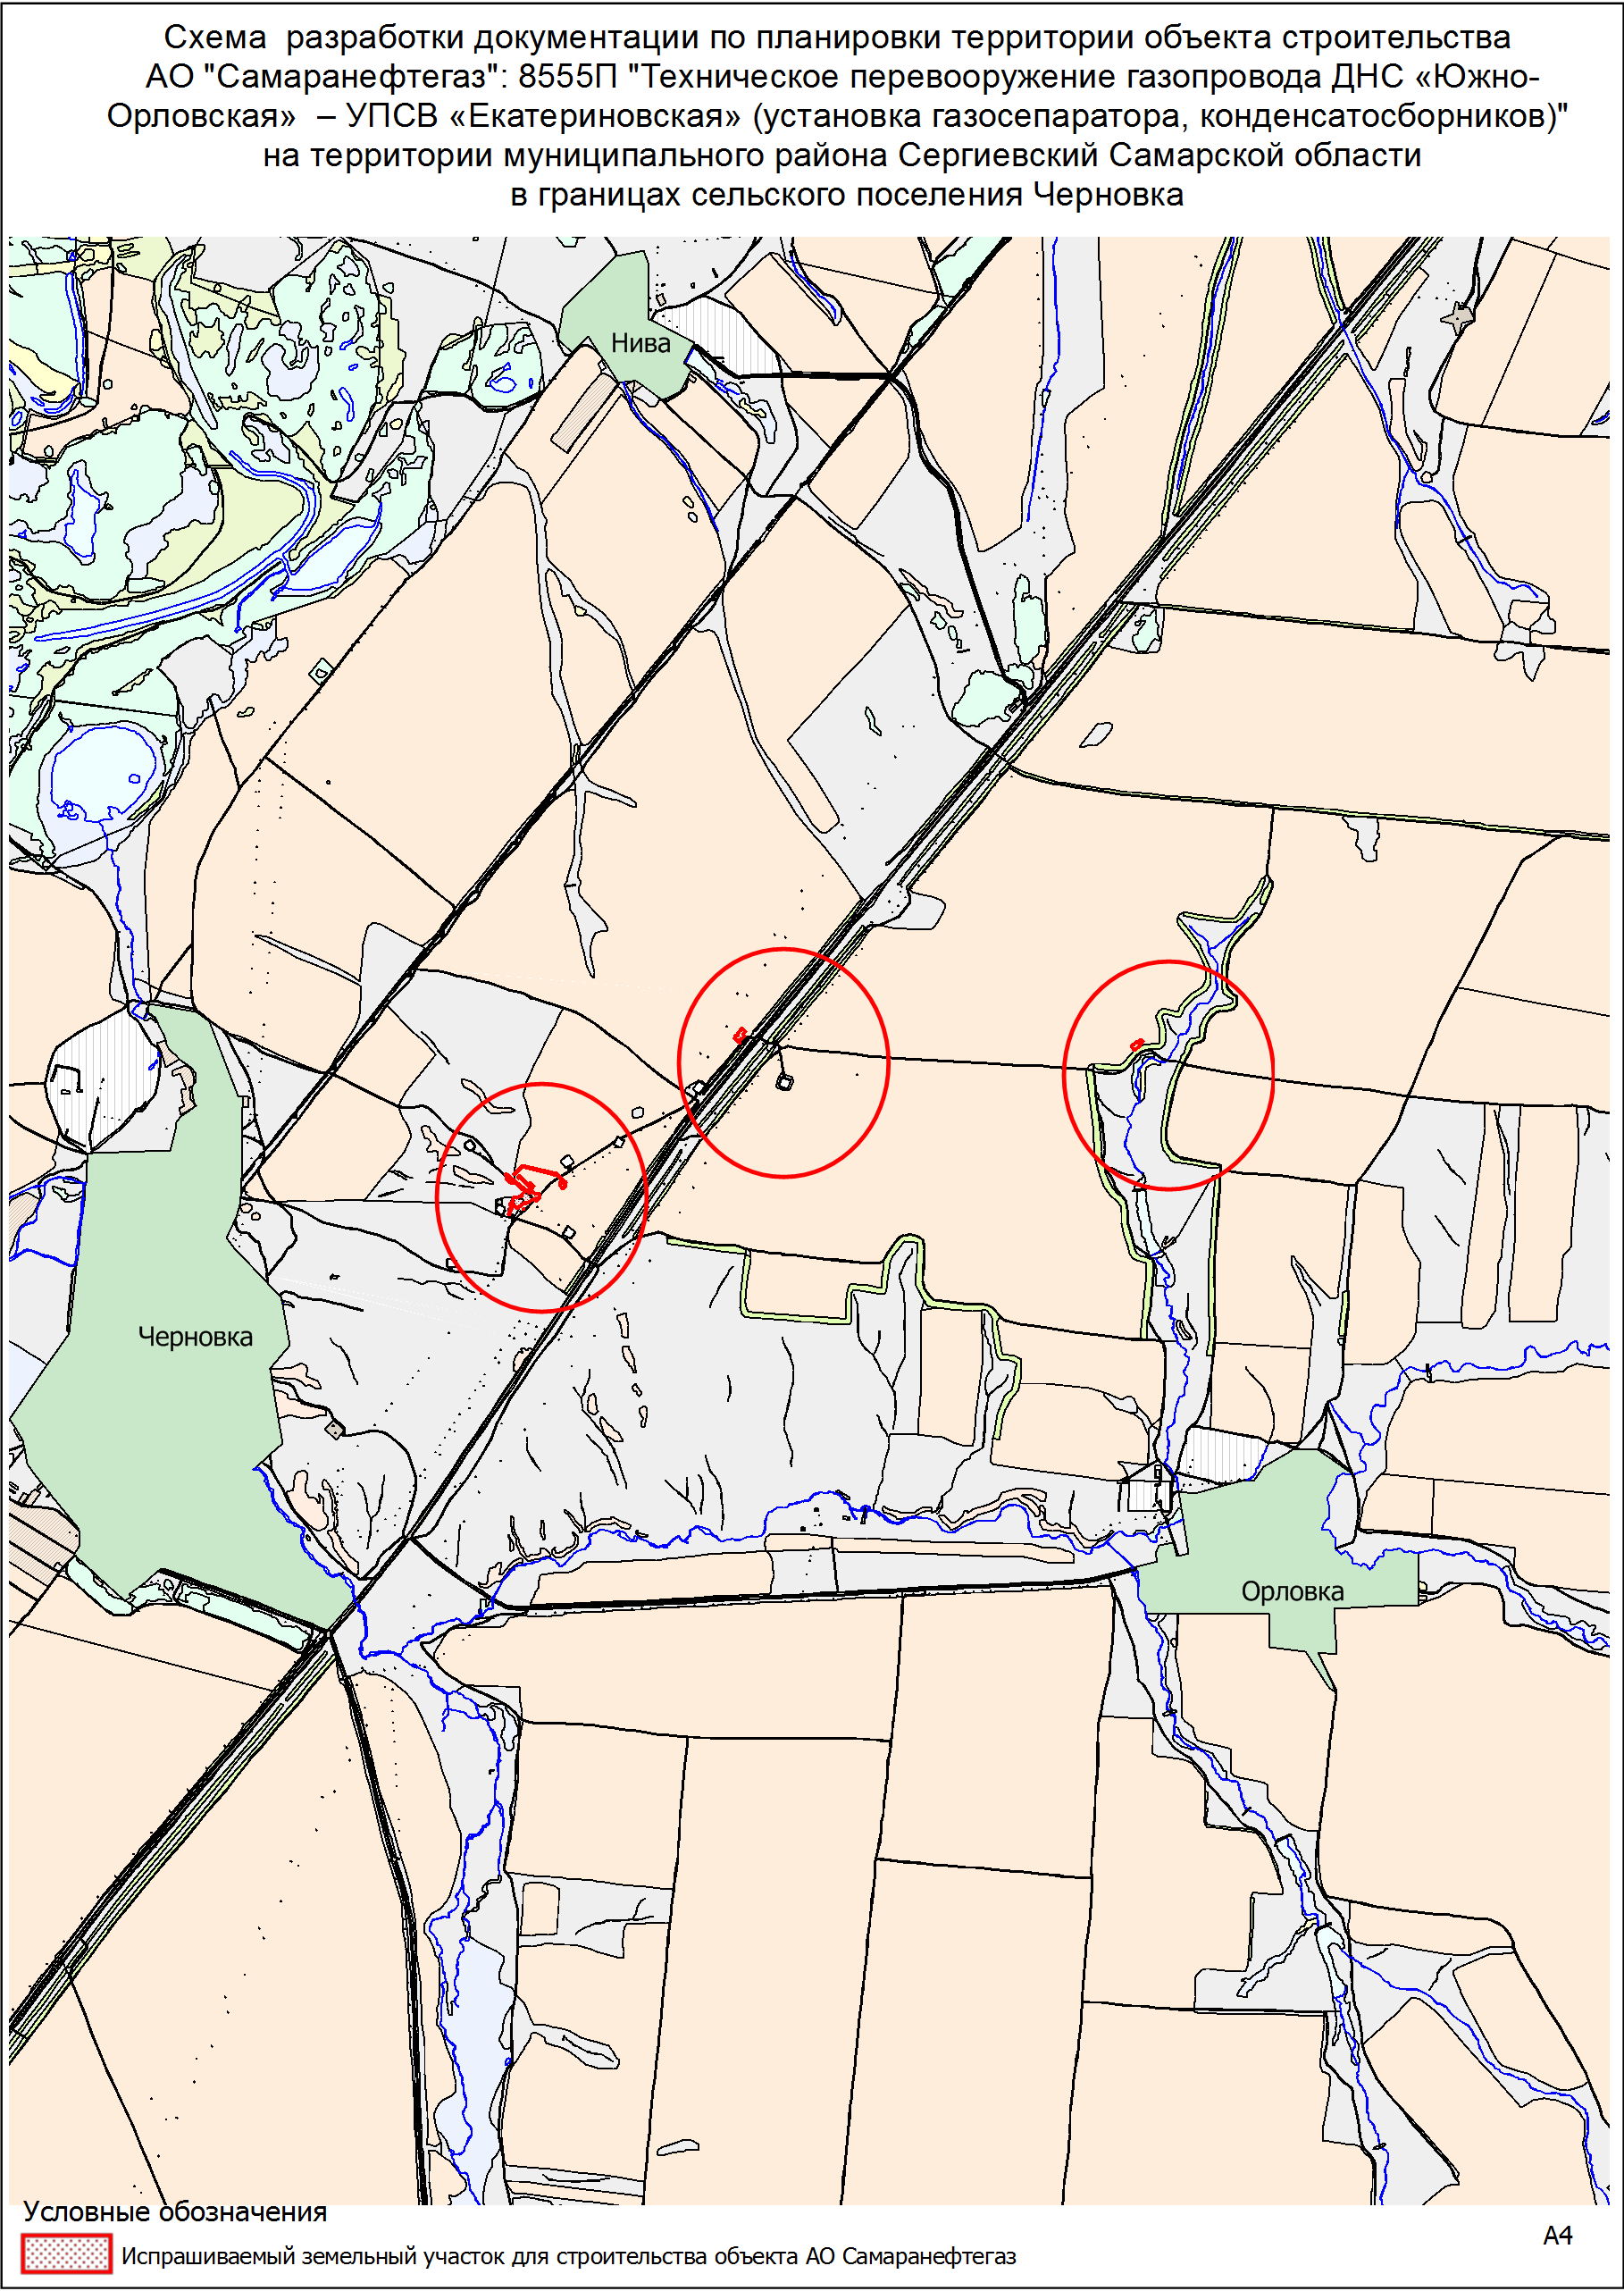 Схема  разработки документации по планировки территории объекта строительства
АО "Самаранефтегаз": 8555П "Техническое перевооружение газопровода ДНС «Южно-
Орловская»  – УПСВ «Екатериновская» (установка газосепаратора, конденсатосборников)"
на территории муниципального района Сергиевский Самарской области
в границах сельского поселения Черновка
Нива
Черновка
Орловка
Условные обозначения
Испрашиваемый земельный участок для строительства объекта АО Самаранефтегаз
А4